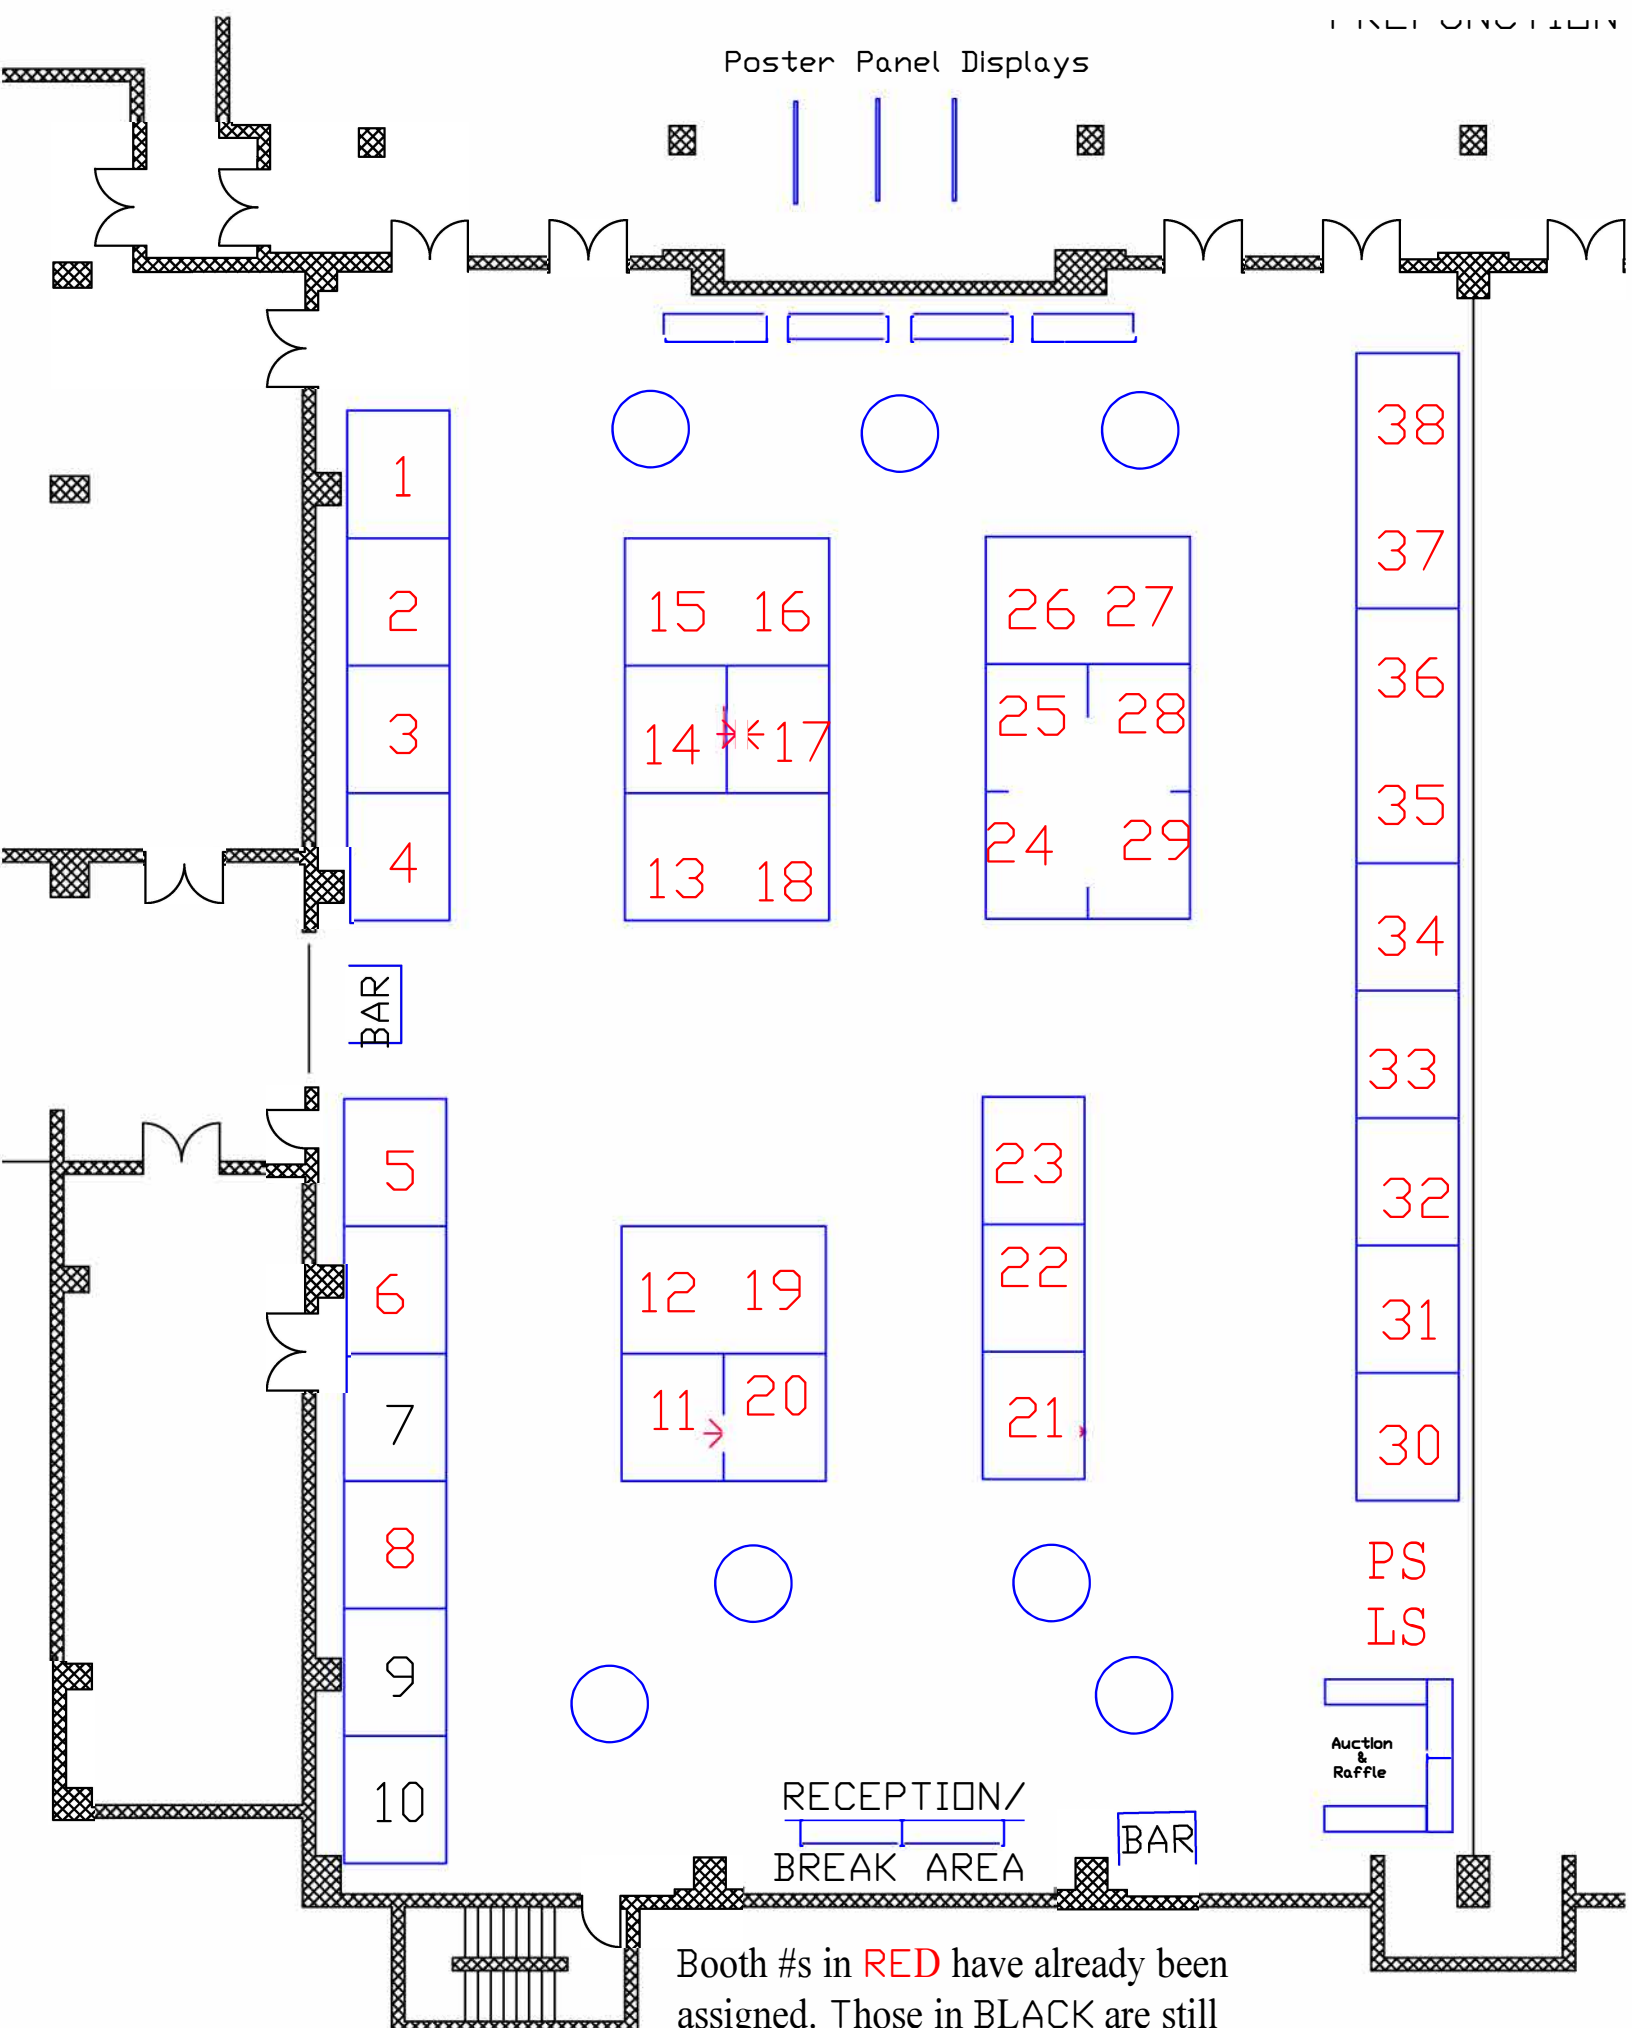 PREFUNCTION
Poster Panel Displays
38
1
37
2
15 16
26 27
36
3
14 17
25 28
35
4
13 18
24 29
34
BAR
33
5
23
32
6
12 19
22
31
7
11 20
21
30
8
PS
LS
9
Auction
&
Raffle
10
RECEPTION/
BAR
BREAK AREA
Booth #s in RED have already been
assigned. Those in BLACK are still